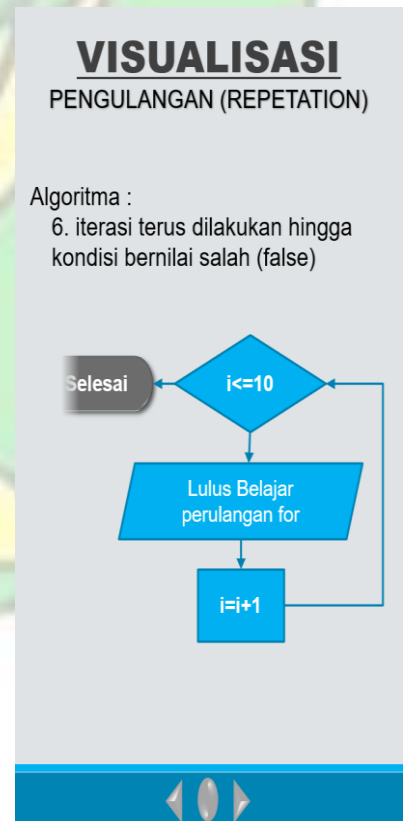 VISUALISASI
PENGULANGAN (REPETATION)
Algoritma :
6. iterasi terus dilakukan hingga
kondisi bernilai salah (false)
Selesai
i<=10
Lulus Belajar
perulangan for
i=i+1